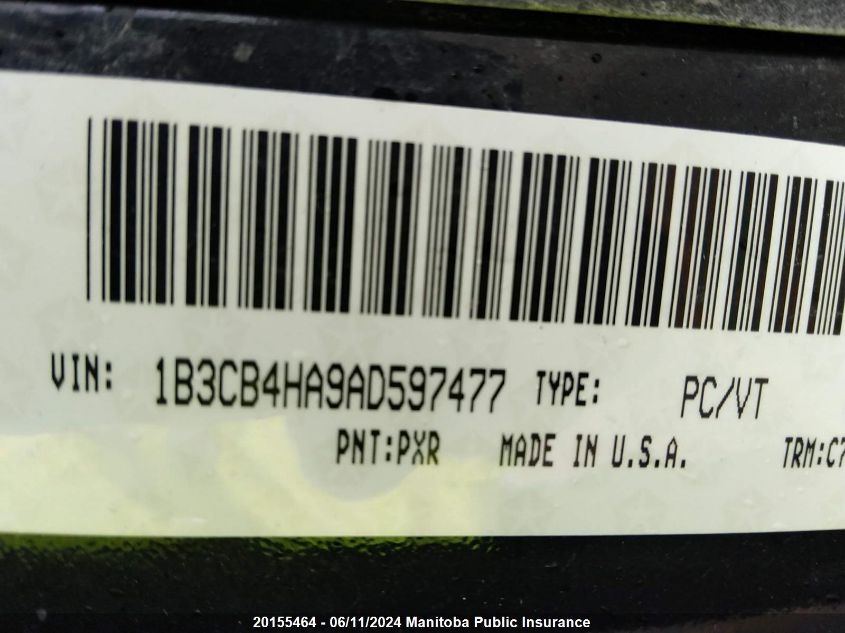 VIN: 1B3CB4HA9AD597477 TYPE: PC/VT
PNT:PXR MADE IN U.S.A. TRM:C7
20155464 - 06/11/2024 Manitoba Public Insurance